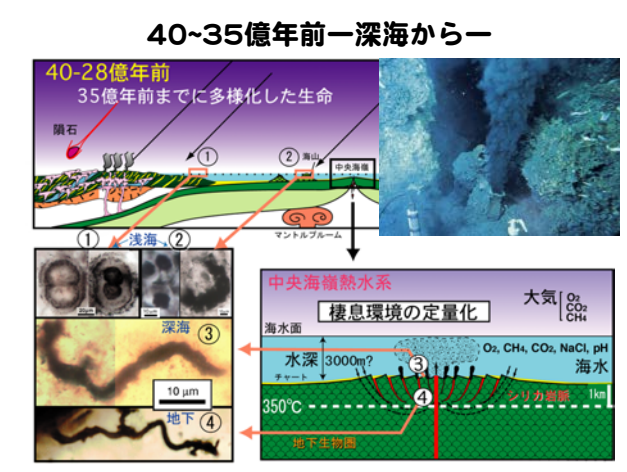 40~35億年前ー深海からー
40-28億年前
35億年前までに多様化した生命
隕石
①
②
海山
中央海嶺
マントルプルーム
①
浅海
②
20μm
深海
③
10 μm
地下
④
中央海嶺熱水系
棲息環境の定量化
大気
O2
CO2
CH4
海水面
水深
3000m?
O2, CH4, CO2, NaCl, pH
海水
③
チャート
④
シリカ岩脈
1km
350℃
地下生物圏